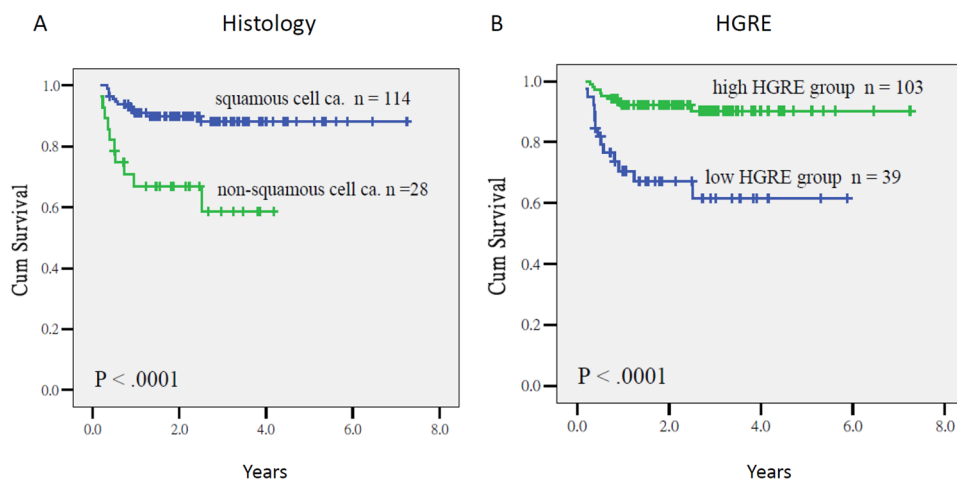 A Histology
squamous cell ca. n = 114
non-squamous cell ca. n =28
P < .0001
Cum Survival
1.0
0.8
0.6
0.4
0.2
0.0
0.0 2.0 4.0 6.0 8.0
Years
B HGRE
high HGRE group n = 103
low HGRE group n = 39
P < .0001
Cum Survival
1.0
0.8
0.6
0.4
0.2
0.0
0.0 2.0 4.0 6.0 8.0
Years